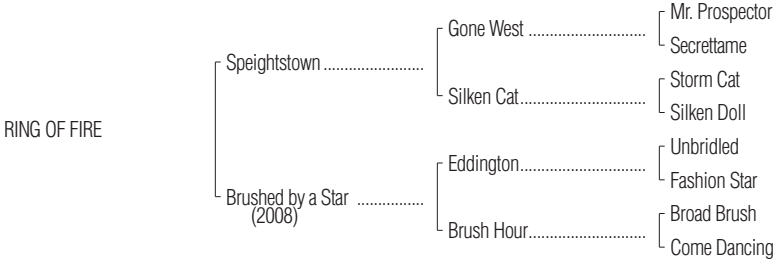 Mr. Prospector
Gone West ..............................
Secrettame
Speightstown .........................
Storm Cat
Silken Cat................................
Silken Doll
RING OF FIRE
Unbridled
Eddington................................
Fashion Star
Brushed by a Star ................
(2008)
Broad Brush
Brush Hour..............................
Come Dancing